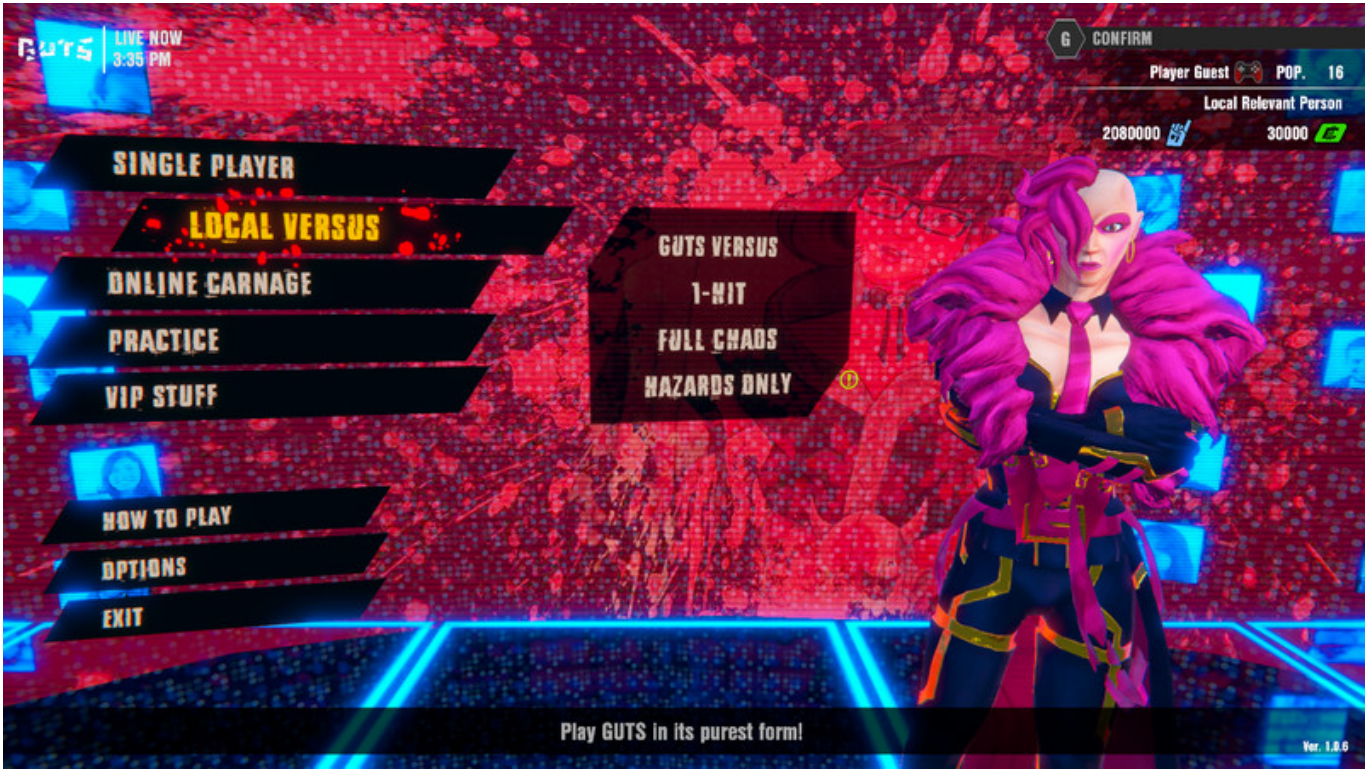 GUTS
LIVE NOW
3:35 PM
G CONFIRM
Player Guest POP. 16
Local Relevant Person
2080000 30000
SINGLE PLAYER
LOCAL VERSUS
ONLINE CARNAGE
PRACTICE
VIP STUFF
GUTS VERSUS
1-HIT
FULL CHAOS
HAZARDS ONLY
HOW TO PLAY
OPTIONS
EXIT
Play GUTS in its purest form!
Ver. 1.0.6